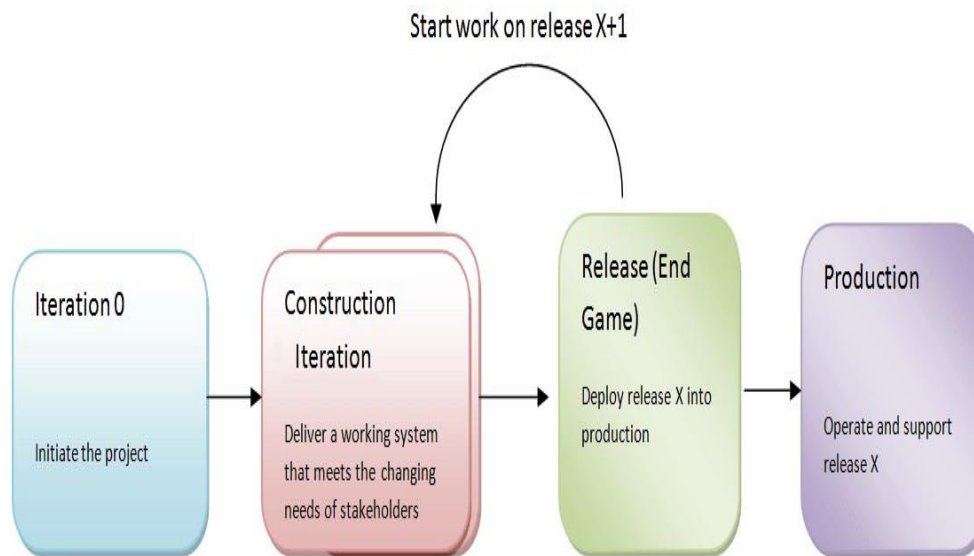 Start work on release X+1
Iteration 0
Initiate the project
Construction
Iteration
Deliver a working system
that meets the changing
needs of stakeholders
Release (End
Game)
Deploy release X into
production
Production
Operate and support
release X